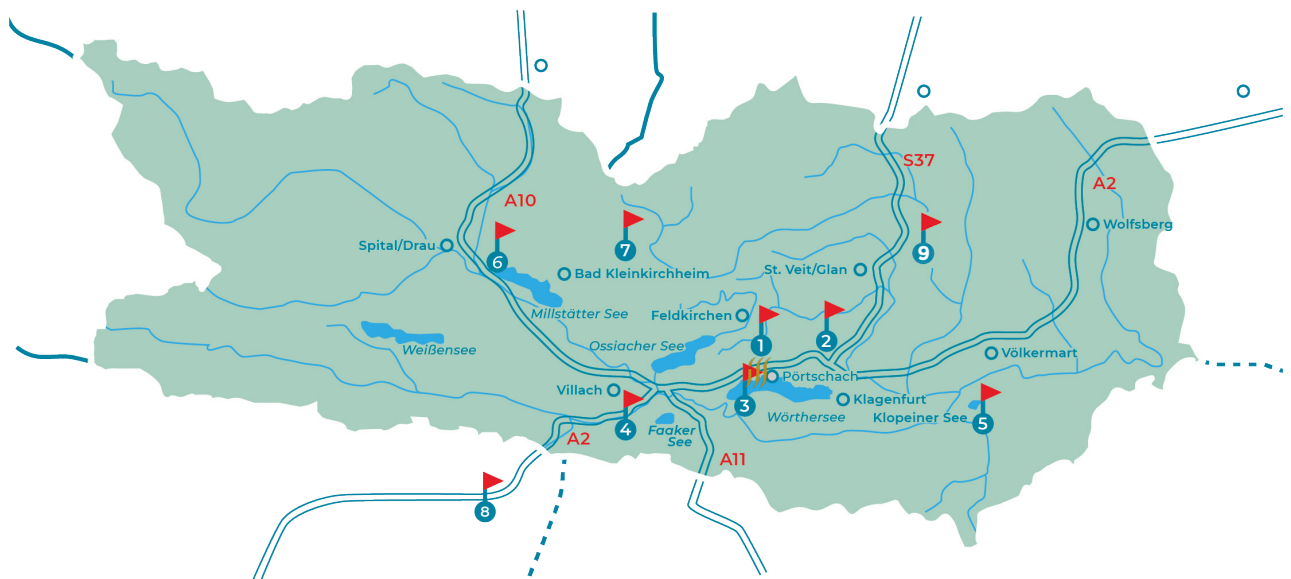 S37
A2
A10
Wolfsberg
Spital/Drau
9
7
6
Bad Kleinkirchheim
St. Veit/Glan
Millstätter See
Feldkirchen
1
2
Weißensee
Ossiacher See
Völkermart
Pörtschach
Villach
3
Klagenfurt
Wörthersee
Klopeiner See
5
4
Faaker
See
A2
A11
8